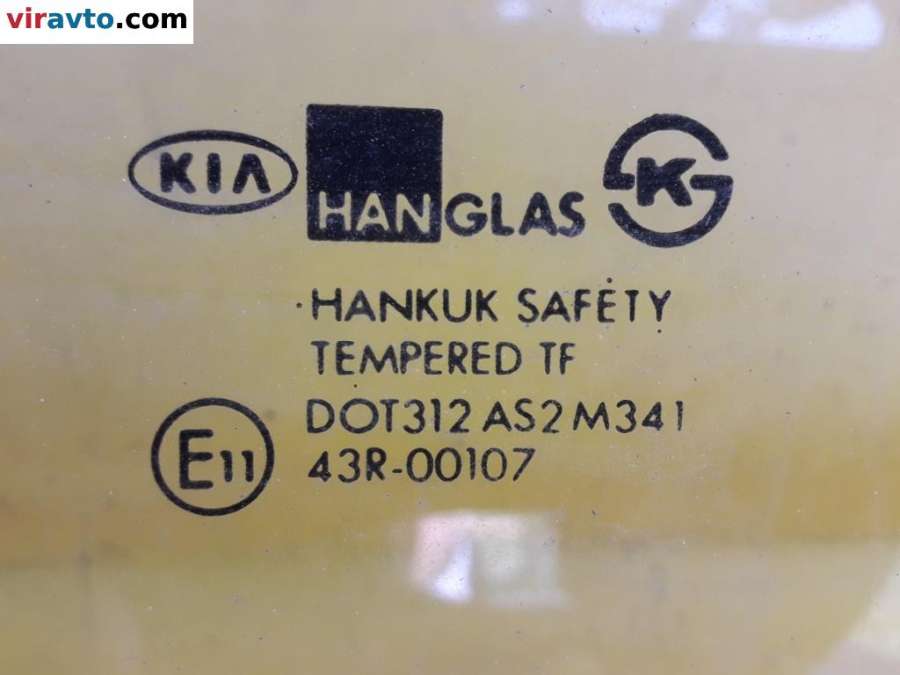 viravto.com
KIA HANGLAS K
HANKUK SAFETY
TEMPERED TF
DOT312 AS2 M341
E11 43R-00107